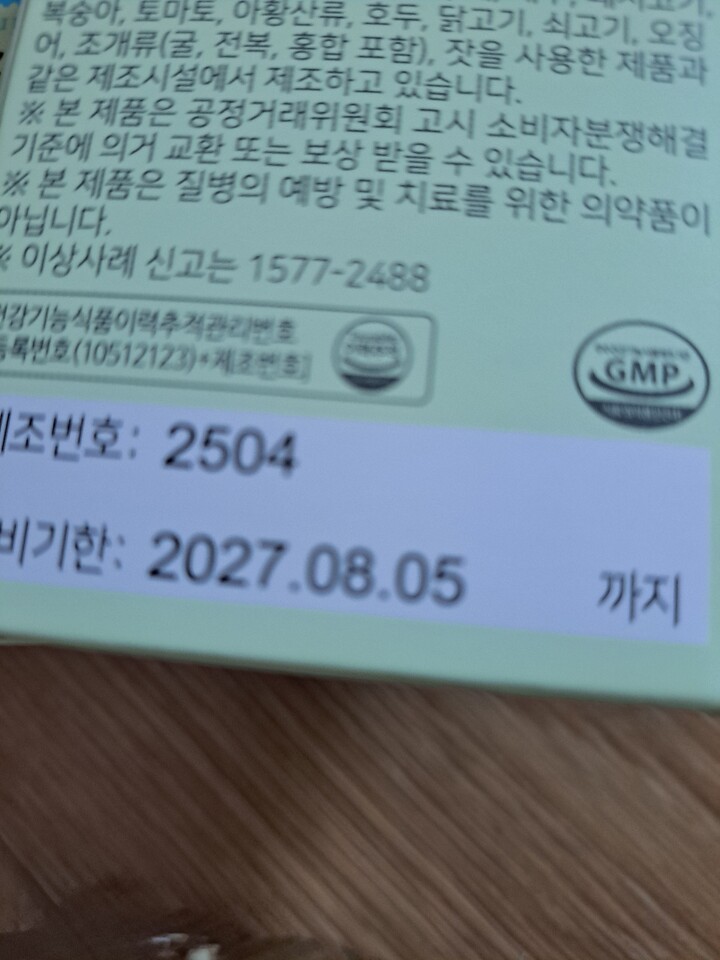 복숭아, 토마토, 아황산류, 호두, 닭고기, 쇠고기, 오징
어, 조개류(굴, 전복, 홍합 포함), 잣을 사용한 제품과
같은 제조시설에서 제조하고 있습니다.
※ 본 제품은 공정거래위원회 고시 소비자분쟁해결
기준에 의거 교환 또는 보상 받을 수 있습니다.
※ 본 제품은 질병의 예방 및 치료를 위한 의약품이
아닙니다.
※ 이상사례 신고는 1577-2488
건강기능식품이력추적관리번호
등록번호(10512123)+제조번호]
GMP
제조번호: 2504
비기한: 2027.08.05 까지